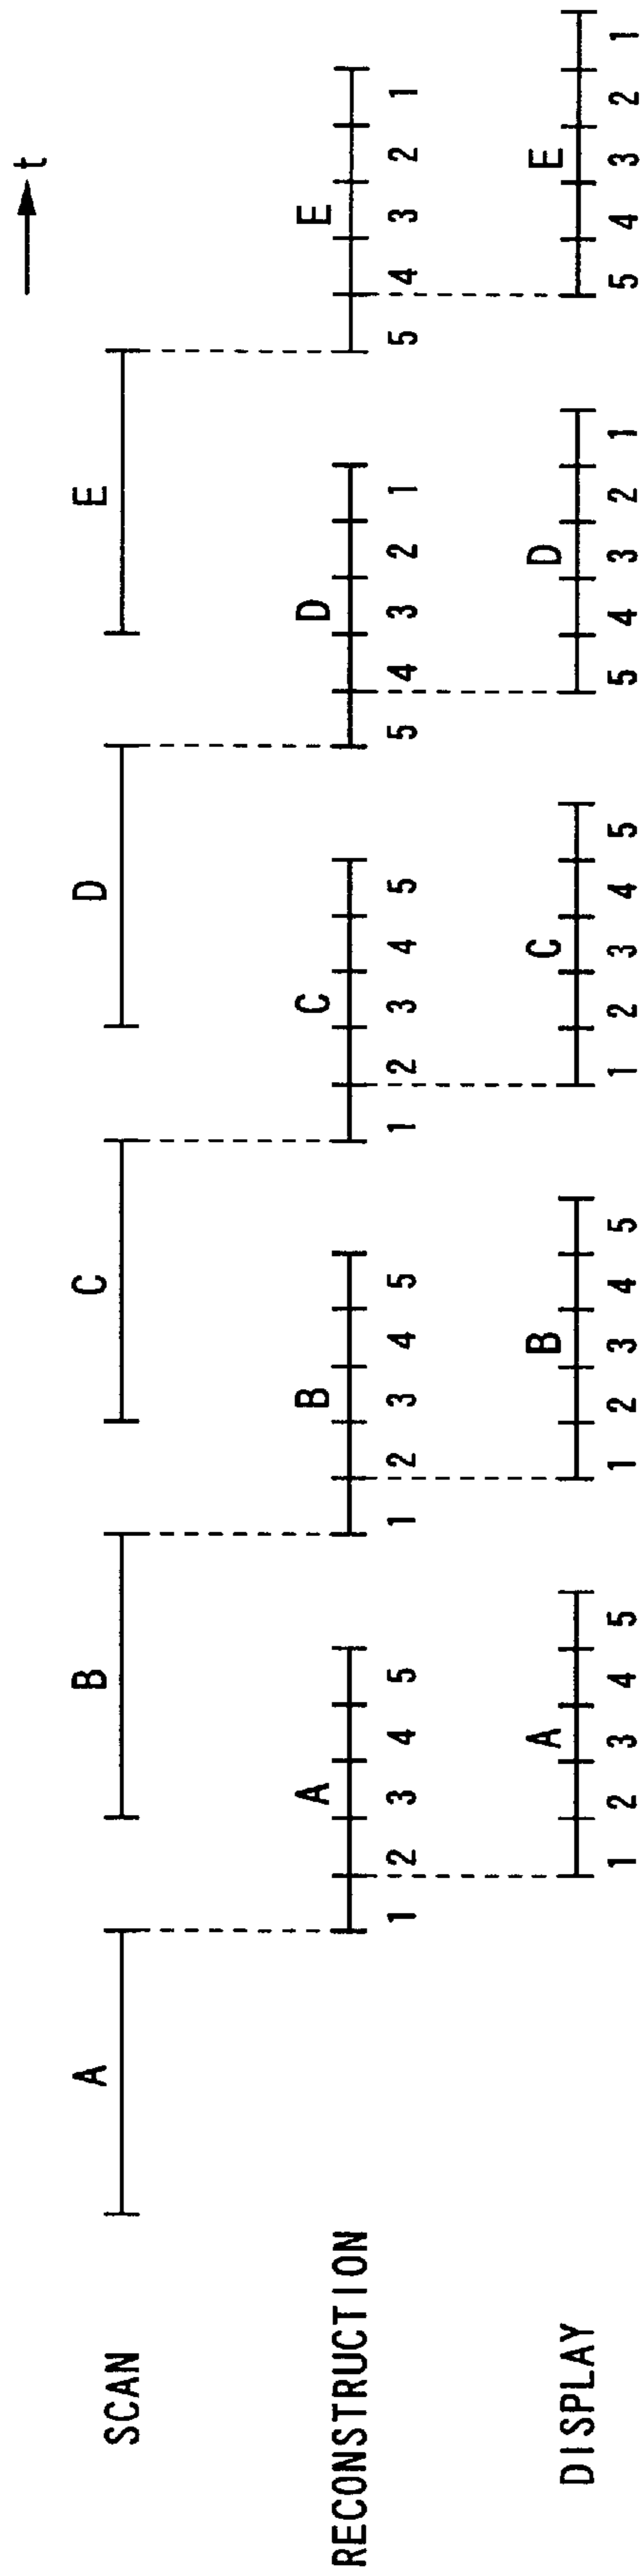 t
SCAN A B C D E
RECONSTRUCTION A B C D E
1 2 3 4 5 1 2 3 4 5 1 2 3 4 5 5 4 3 2 1 5 4 3 2 1
DISPLAY A B C D E
1 2 3 4 5 1 2 3 4 5 1 2 3 4 5 5 4 3 2 1 5 4 3 2 1